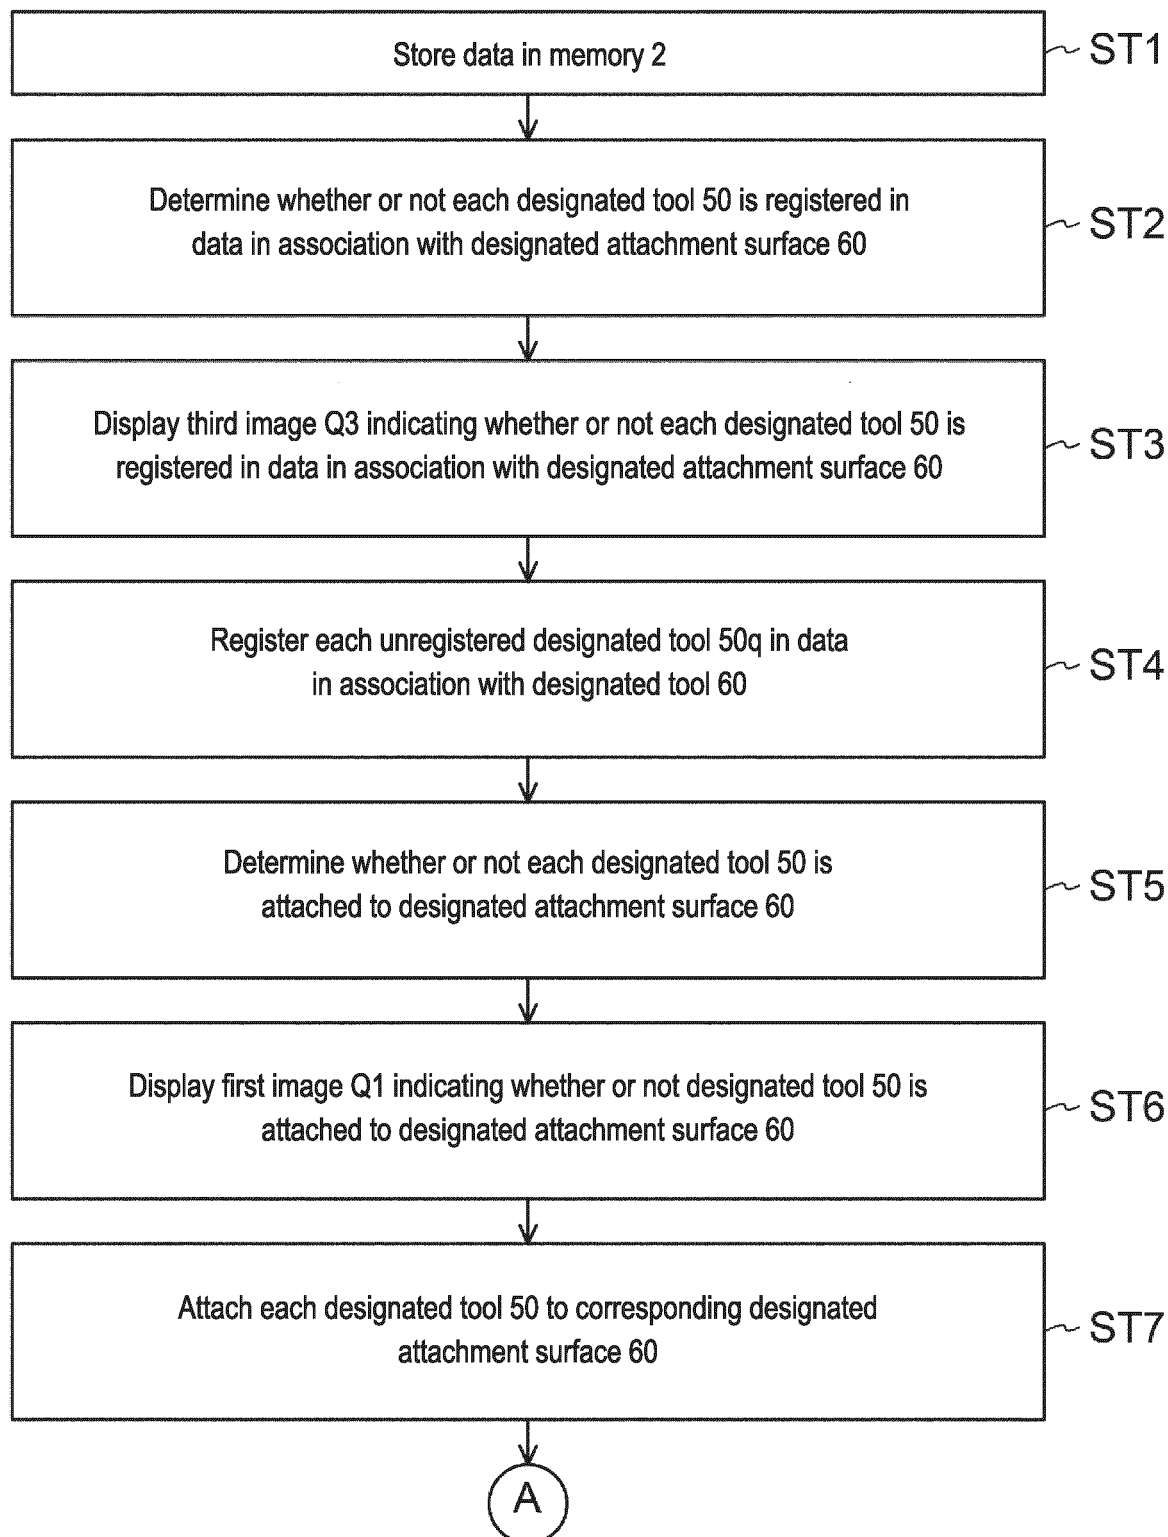 Store data in memory 2
ST1
Determine whether or not each designated tool 50 is registered in
data in association with designated attachment surface 60
ST2
Display third image Q3 indicating whether or not each designated tool 50 is
registered in data in association with designated attachment surface 60
ST3
Register each unregistered designated tool 50q in data
in association with designated tool 60
ST4
Determine whether or not each designated tool 50 is
attached to designated attachment surface 60
ST5
Display first image Q1 indicating whether or not designated tool 50 is
attached to designated attachment surface 60
ST6
Attach each designated tool 50 to corresponding designated
attachment surface 60
ST7
A